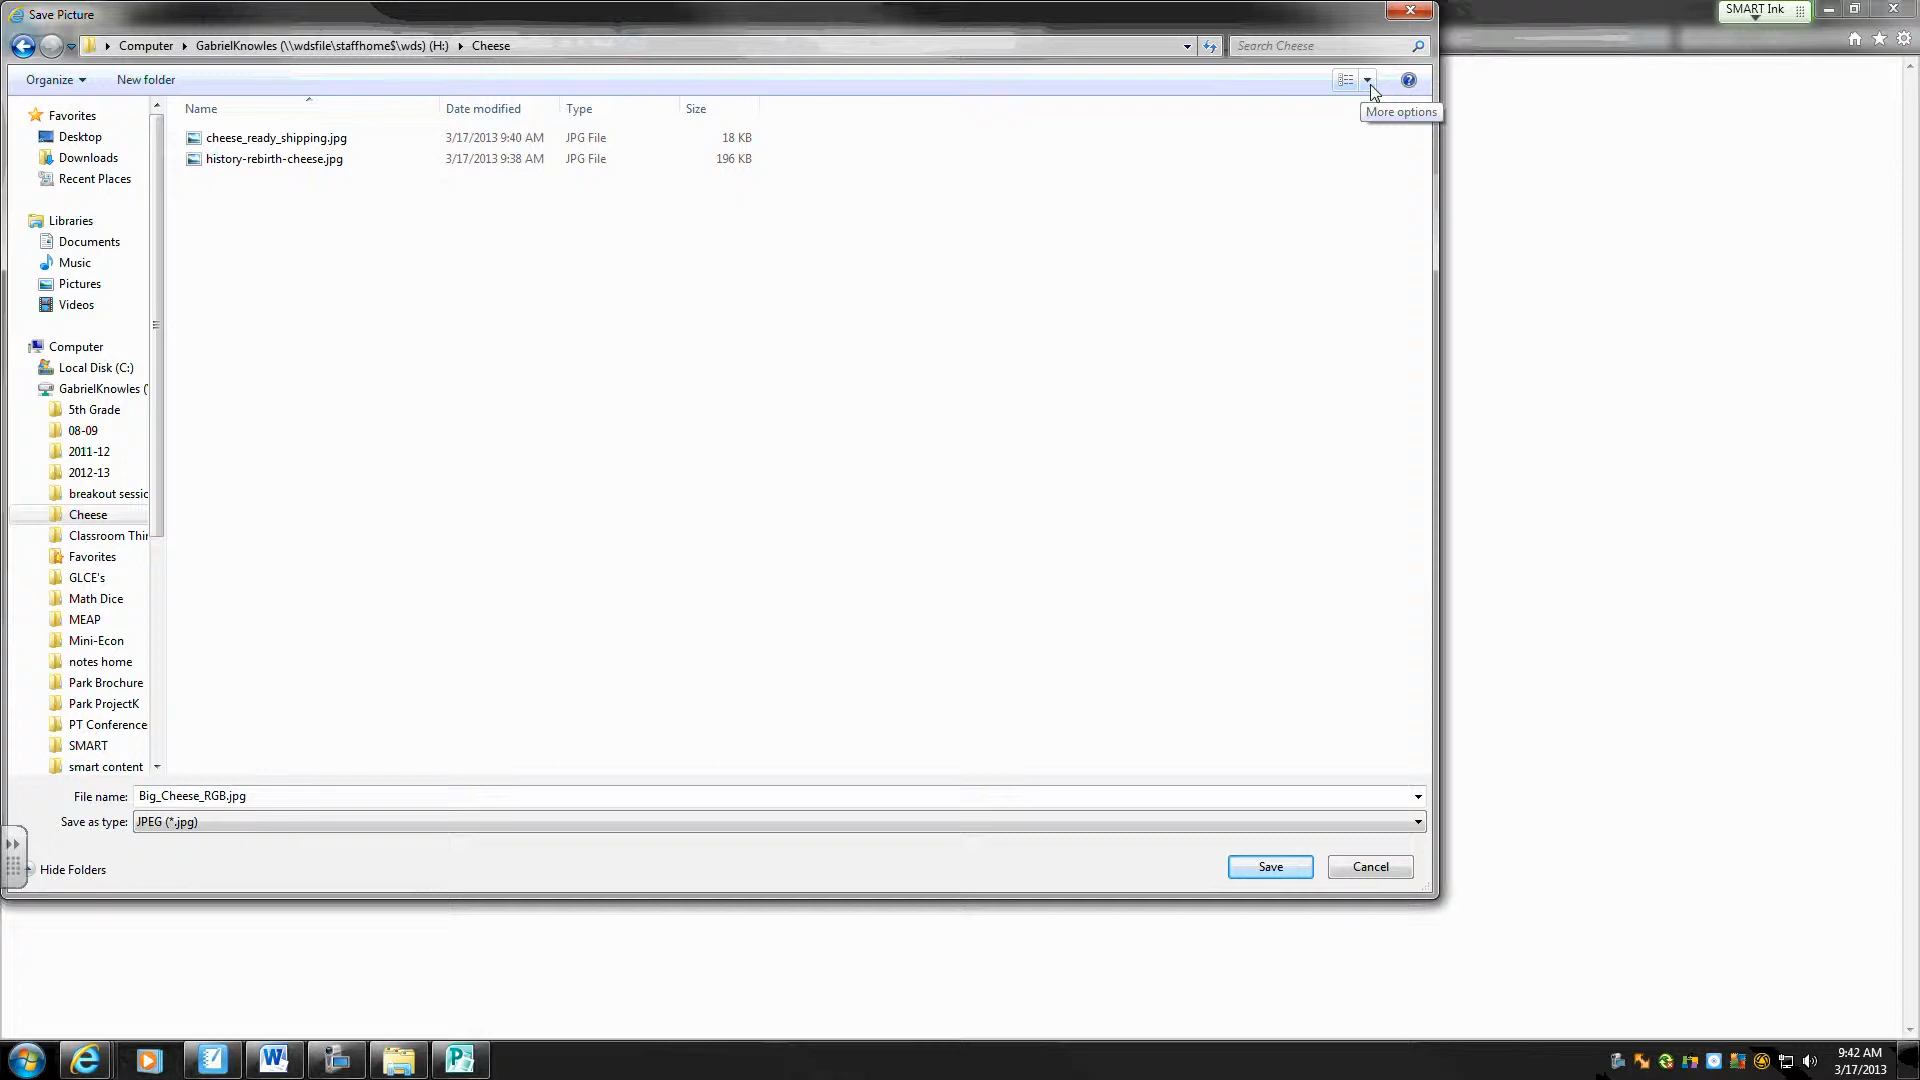 Save Picture
SMART Ink
Computer GabrielKnowles (\\wdsfile\staffhome$\wds) (H:) Cheese
Search Cheese
Organize New folder
More options
Name Date modified Type Size
cheese_ready_shipping.jpg 3/17/2013 9:40 AM JPG File 18 KB
history-rebirth-cheese.jpg 3/17/2013 9:38 AM JPG File 196 KB
Favorites
Desktop
Downloads
Recent Places
Libraries
Documents
Music
Pictures
Videos
Computer
Local Disk (C:)
GabrielKnowles (
5th Grade
08-09
2011-12
2012-13
breakout sessic
Cheese
Classroom Thir
Favorites
GLCE's
Math Dice
MEAP
Mini-Econ
notes home
Park Brochure
Park ProjectK
PT Conference
SMART
smart content
File name: Big_Cheese_RGB.jpg
Save as type: JPEG (*.jpg)
Hide Folders
Save Cancel
9:42 AM
3/17/2013